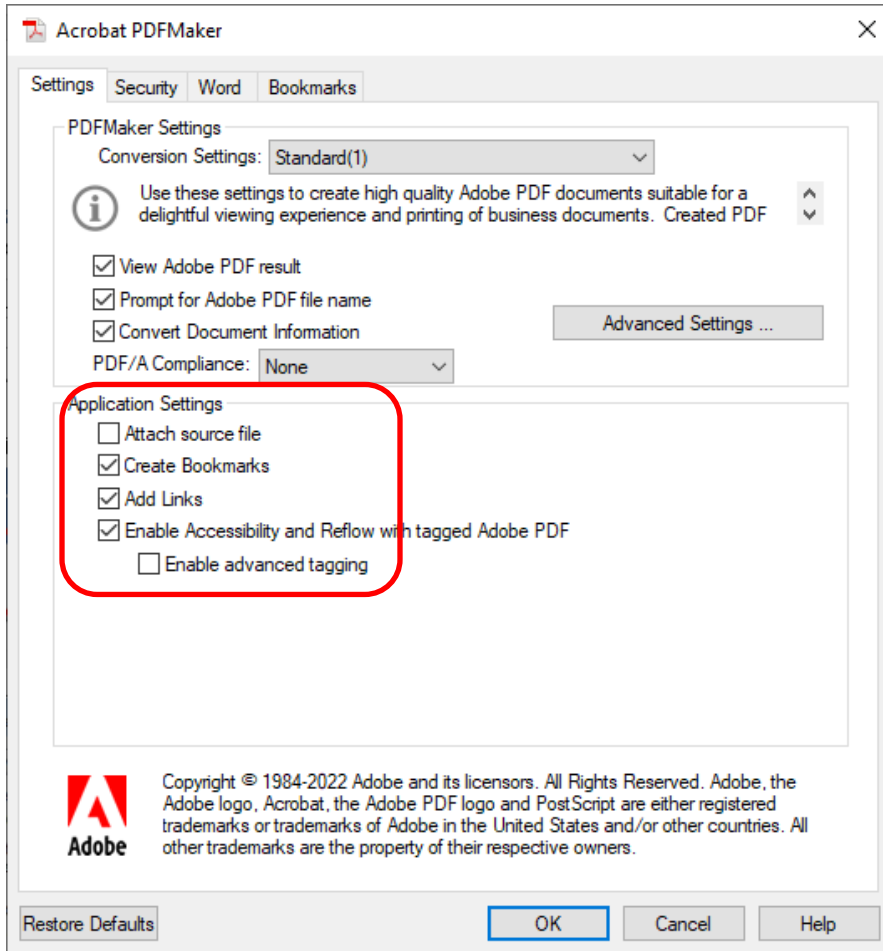 Acrobat PDFMaker
Settings Security Word Bookmarks
PDFMaker Settings
Conversion Settings: Standard(1)
Use these settings to create high quality Adobe PDF documents suitable for a
delightful viewing experience and printing of business documents. Created PDF
View Adobe PDF result
Prompt for Adobe PDF file name
Convert Document Information
Advanced Settings ...
PDF/A Compliance: None
Application Settings
Attach source file
Create Bookmarks
Add Links
Enable Accessibility and Reflow with tagged Adobe PDF
Enable advanced tagging
Adobe
Copyright © 1984-2022 Adobe and its licensors. All Rights Reserved. Adobe, the
Adobe logo, Acrobat, the Adobe PDF logo and PostScript are either registered
trademarks or trademarks of Adobe in the United States and/or other countries. All
other trademarks are the property of their respective owners.
Restore Defaults OK Cancel Help